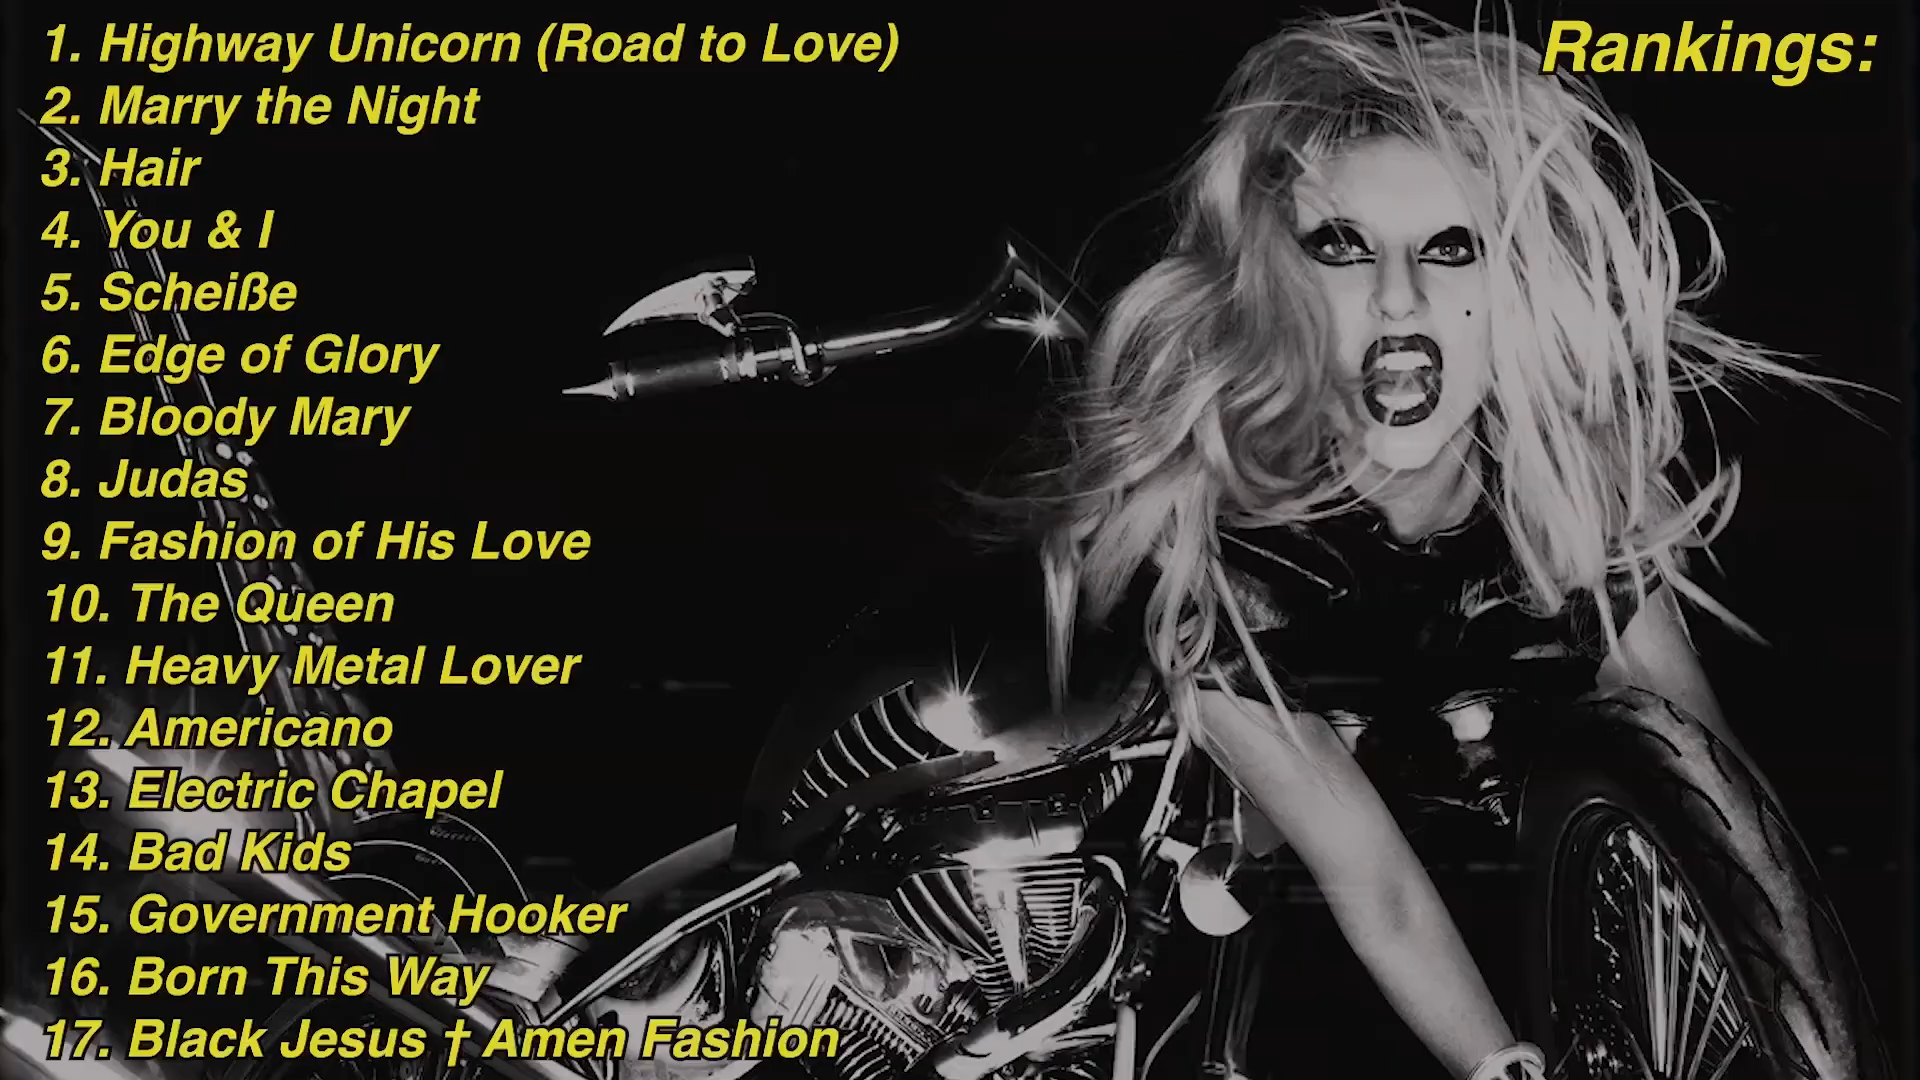 Rankings:
1. Highway Unicorn (Road to Love)
2. Marry the Night
3. Hair
4. You & I
5. Scheiße
6. Edge of Glory
7. Bloody Mary
8. Judas
9. Fashion of His Love
10. The Queen
11. Heavy Metal Lover
12. Americano
13. Electric Chapel
14. Bad Kids
15. Government Hooker
16. Born This Way
17. Black Jesus † Amen Fashion